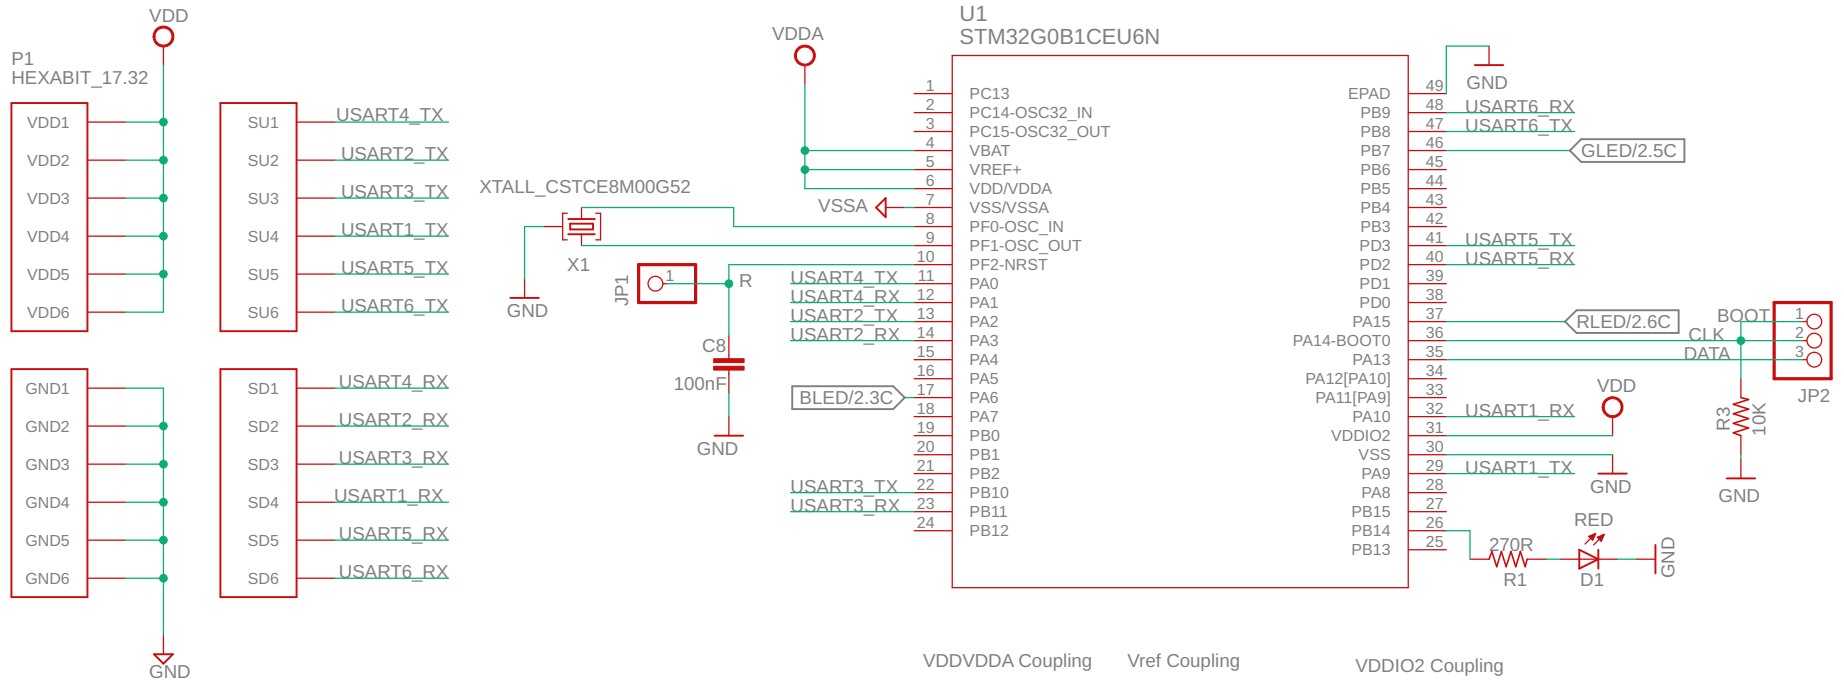 VDD
P1
HEXABIT_17.32
VDD1
VDD2
VDD3
VDD4
VDD5
VDD6
SU1 USART4_TX
SU2 USART2_TX
SU3 USART3_TX
SU4 USART1_TX
SU5 USART5_TX
SU6 USART6_TX
GND1
GND2
GND3
GND4
GND5
GND6
GND
SD1 USART4_RX
SD2 USART2_RX
SD3 USART3_RX
SD4 USART1_RX
SD5 USART5_RX
SD6 USART6_RX
XTALL_CSTCE8M00G52
X1
GND
JP1
1
R
C8
100nF
GND
VDDA
VSSA
USART4_TX
USART4_RX
USART2_TX
USART2_RX
BLED/2.3C
USART3_TX
USART3_RX
U1
STM32G0B1CEU6N
1 PC13
2 PC14-OSC32_IN
3 PC15-OSC32_OUT
4 VBAT
5 VREF+
6 VDD/VDDA
7 VSS/VSSA
8 PF0-OSC_IN
9 PF1-OSC_OUT
10 PF2-NRST
11 PA0
12 PA1
13 PA2
14 PA3
15 PA4
16 PA5
17 PA6
18 PA7
19 PB0
20 PB1
21 PB2
22 PB10
23 PB11
24 PB12
EPAD 49
PB9 48 USART6_RX
PB8 47 USART6_TX
PB7 46 GLED/2.5C
PB6 45
PB5 44
PB4 43
PB3 42
PD3 41 USART5_TX
PD2 40 USART5_RX
PD1 39
PD0 38
PA15 37 RLED/2.6C
PA14-BOOT0 36
PA13 35
PA12[PA10] 34
PA11[PA9] 33
PA10 32 USART1_RX
VDDIO2 31
VSS 30
PA9 29 USART1_TX
PA8 28
PB15 27
PB14 26
PB13 25
GND
BOOT 1
CLK 2
DATA 3
JP2
VDD
R3
10K
GND
GND
RED
270R
R1
D1
GND
VDDVDDA Coupling
Vref Coupling
VDDIO2 Coupling